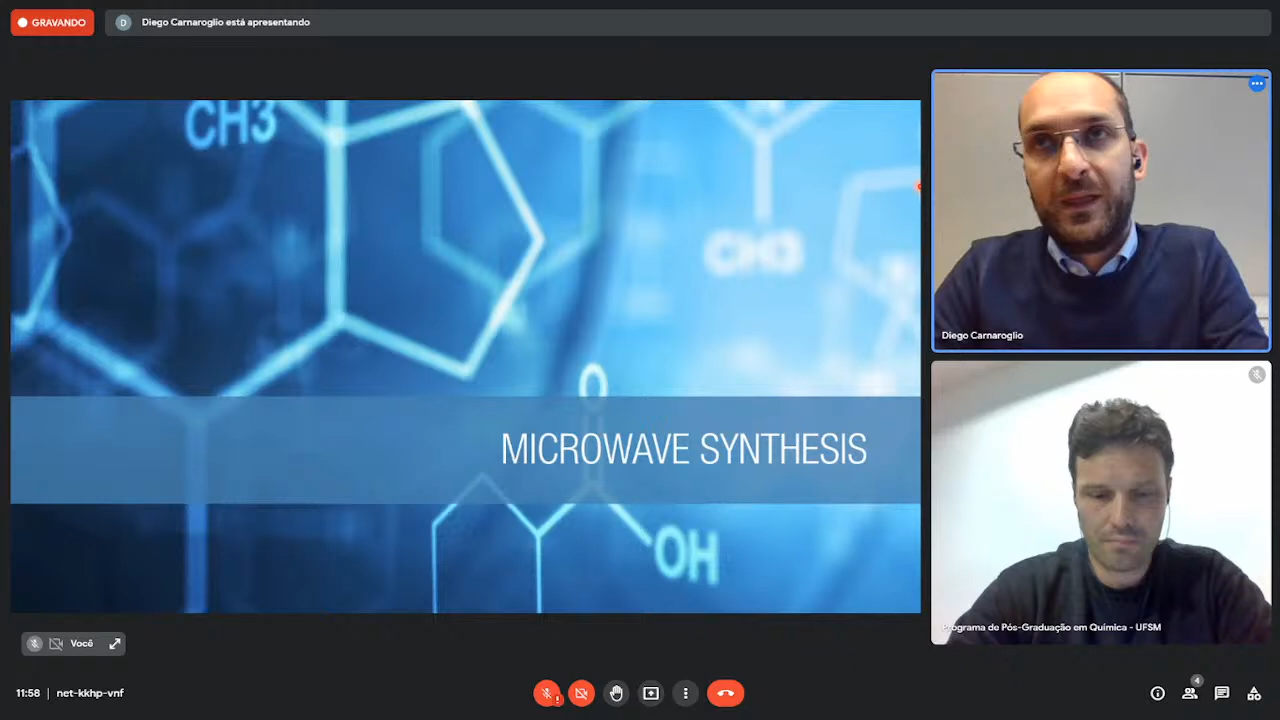 GRAVANDO
D
Diego Carnaroglio está apresentando
CH3
CH3
O
MICROWAVE SYNTHESIS
OH
Diego Carnaroglio
Programa de Pós-Graduação em Química - UFSM
Você
11:58 | net-kkhp-vnf
4